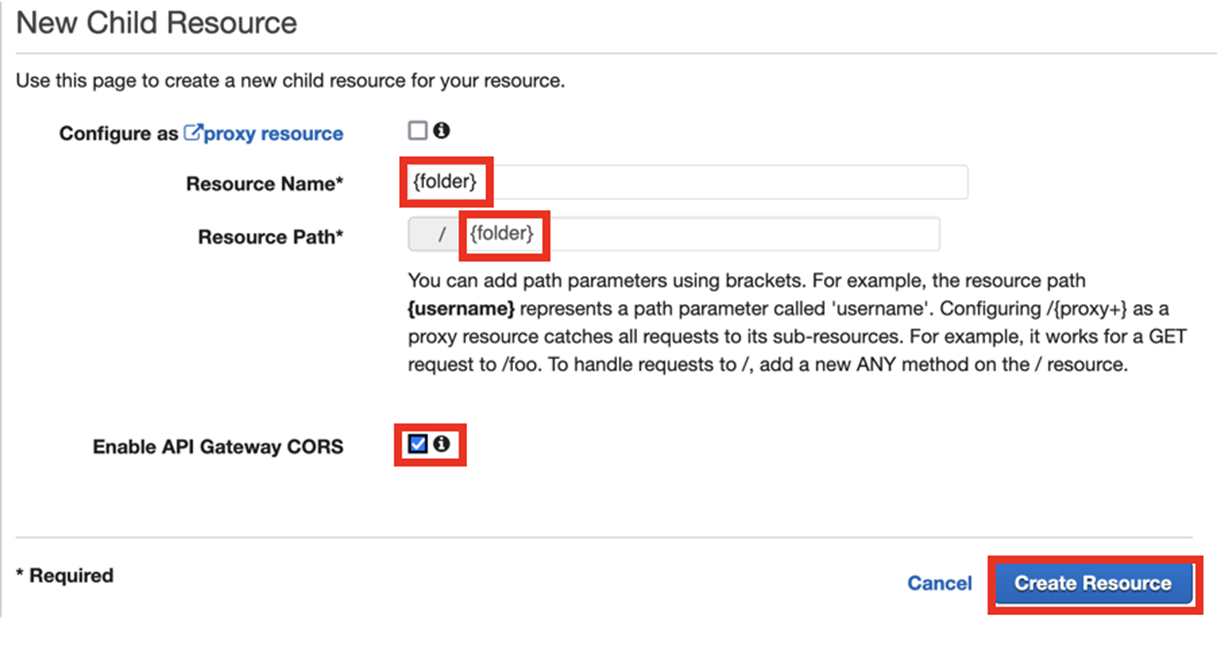 New Child Resource
Use this page to create a new child resource for your resource.
Configure as proxy resource
Resource Name* {folder}
Resource Path* / {folder}
You can add path parameters using brackets. For example, the resource path
{username} represents a path parameter called 'username'. Configuring /{proxy+} as a
proxy resource catches all requests to its sub-resources. For example, it works for a GET
request to /foo. To handle requests to /, add a new ANY method on the / resource.
Enable API Gateway CORS
* Required
Cancel Create Resource